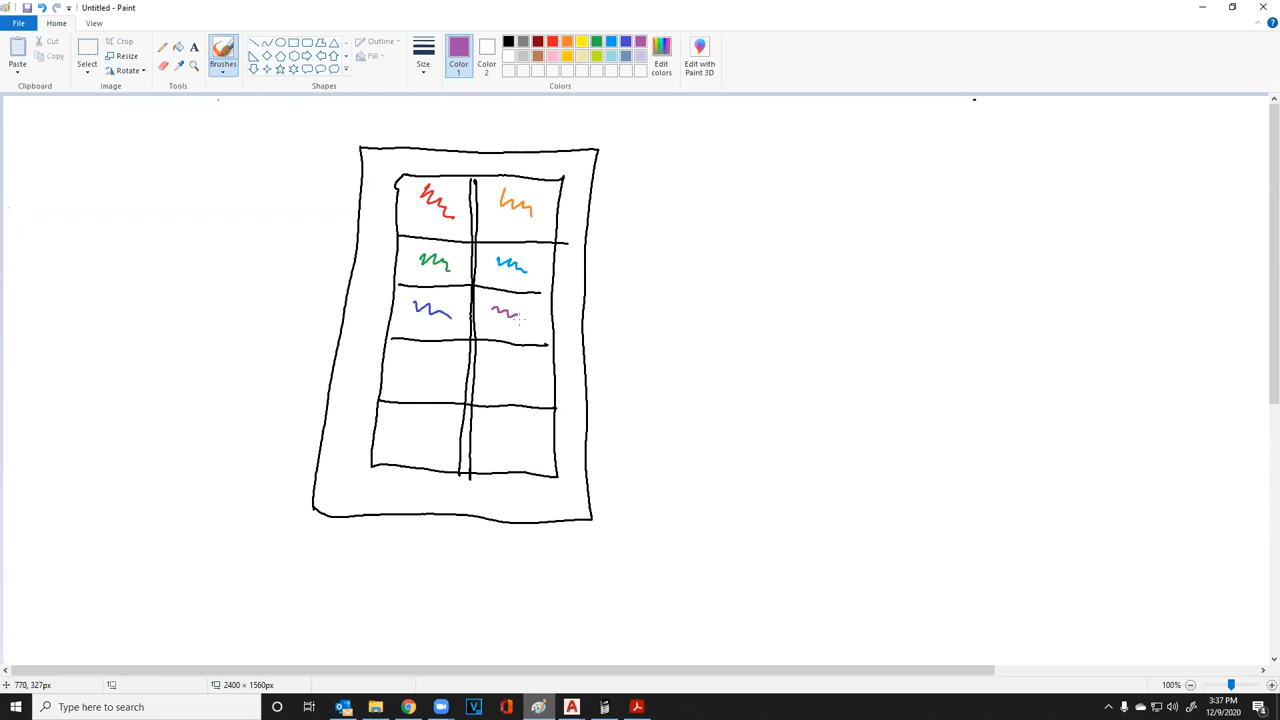 Untitled - Paint
File
Home
View
Paste
Cut
Copy
Clipboard
Select
Crop
Resize
Rotate
Image
A
Tools
Brushes
Outline
Fill
Shapes
Size
Color 1
Color 2
Edit colors
Edit with Paint 3D
Colors
770, 327px
2400 × 1560px
100%
Type here to search
3:37 PM
12/9/2020